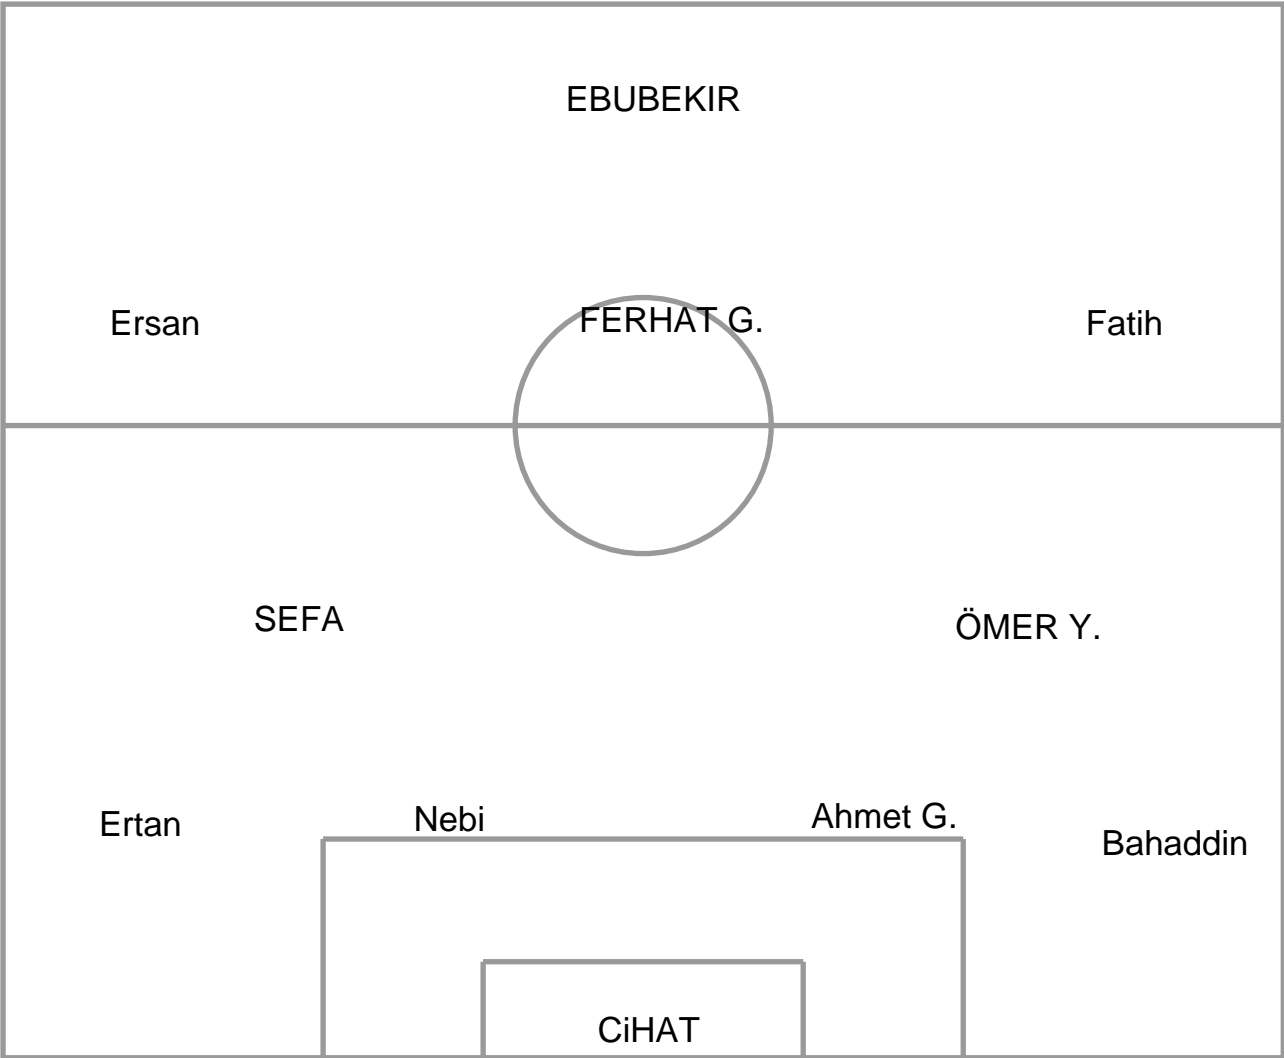 EBUBEKIR
Ersan
FERHAT G.
Fatih
SEFA
ÖMER Y.
Ertan
Nebi
Ahmet G.
Bahaddin
CiHAT